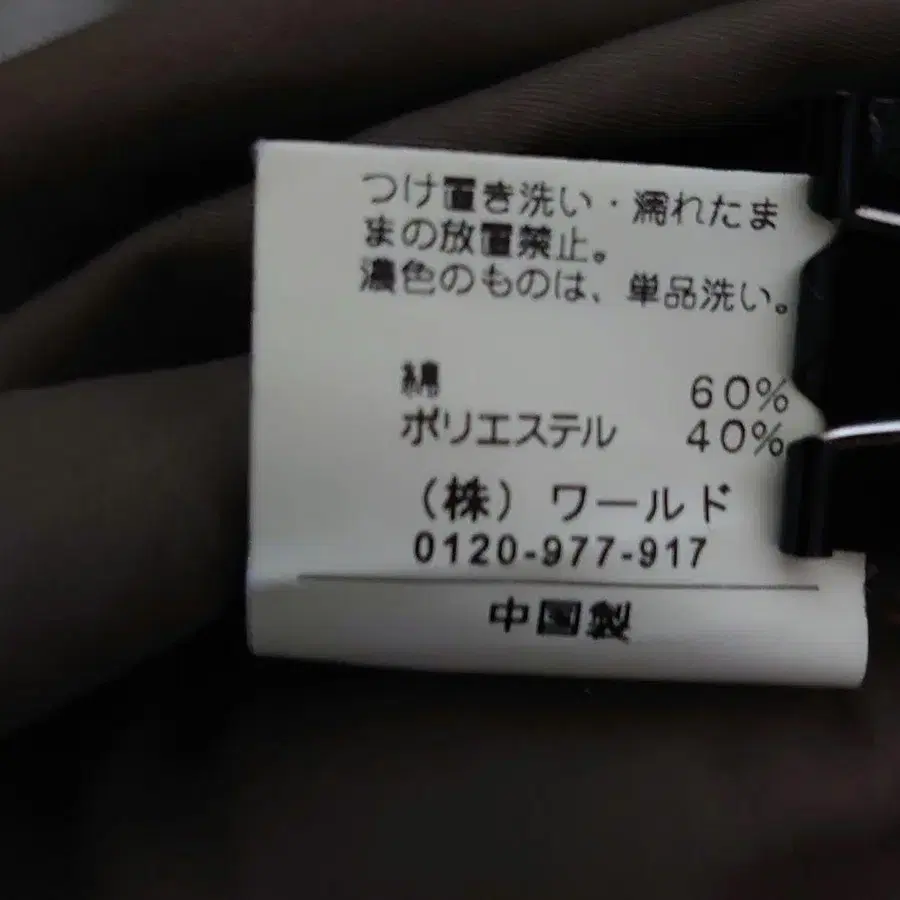 つけ置き洗い・濡れたま
まの放置禁止。
濃色のものは、単品洗い。
綿 60%
ポリエステル 40%
（株）ワールド
0120-977-917
中国製